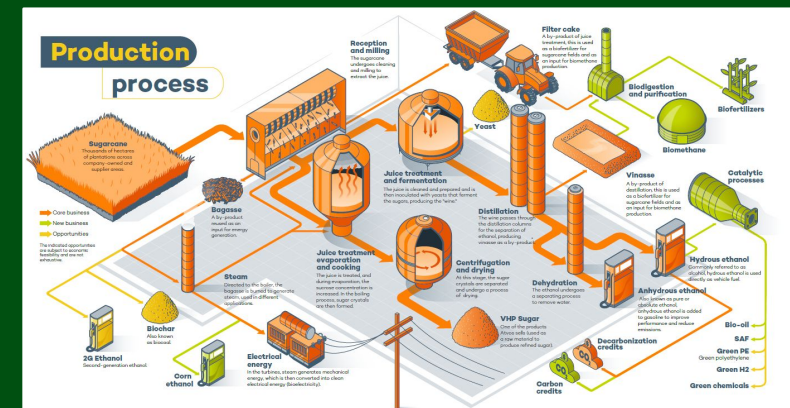 Production
process
Reception
and milling
The sugarcane
undergoes cleaning
and milling to
extract the juice.
Filter cake
A by-product of juice
treatment, this is used
as a biofertilizer for
sugarcane fields and as
an input for biomethane
production.
Biodigestion
and purification
Biofertilizers
Biomethane
Sugarcane
Thousands of hectares
of plantations across
company-owned and
supplier areas.
Yeast
Juice treatment
and fermentation
The juice is cleaned and prepared and is
then inoculated with yeasts that ferment
the sugars, producing the "wine."
Vinasse
A by-product of
distillation, this is used
as a biofertilizer for
sugarcane fields and as
an input for biomethane
production.
Catalytic
processes
Core business
New business
Opportunities
The indicated opportunities
are subject to economic
feasibility and are not
exhaustive.
Bagasse
A by-product
reused as an
input for energy
generation.
Distillation
The wine passes through
the distillation columns
for the separation of
ethanol, producing
vinasse as a by-product.
Juice treatment
evaporation
and cooking
The juice is treated, and
during evaporation, the
sucrose concentration is
increased. In the boiling
process, sugar crystals
are then formed.
Centrifugation
and drying
At this stage, the sugar
crystals are separated
and undergo a process
of drying.
Hydrous ethanol
Commonly referred to as
alcohol, hydrous ethanol is used
directly as vehicle fuel.
Steam
Directed to the boiler, the
bagasse is burned to generate
steam, used in different
applications.
Dehydration
The ethanol undergoes
a separating process
to remove water.
Anhydrous ethanol
Also known as pure or
absolute ethanol,
anhydrous ethanol is added
to gasoline to improve
performance and reduce
emissions.
Biochar
Also known
as biocoal.
VHP Sugar
One of the products
Atvos sells (used as
a raw material to
produce refined sugar).
2G Ethanol
Second-generation ethanol.
Corn
ethanol
Electrical
energy
In the turbines, steam generates mechanical
energy, which is then converted into clean
electrical energy (bioelectricity).
Decarbonization
credits
CO₂
CO₂
Carbon
credits
Bio-oil
SAF
Green PE
Green polyethylene
Green H2
Green chemicals